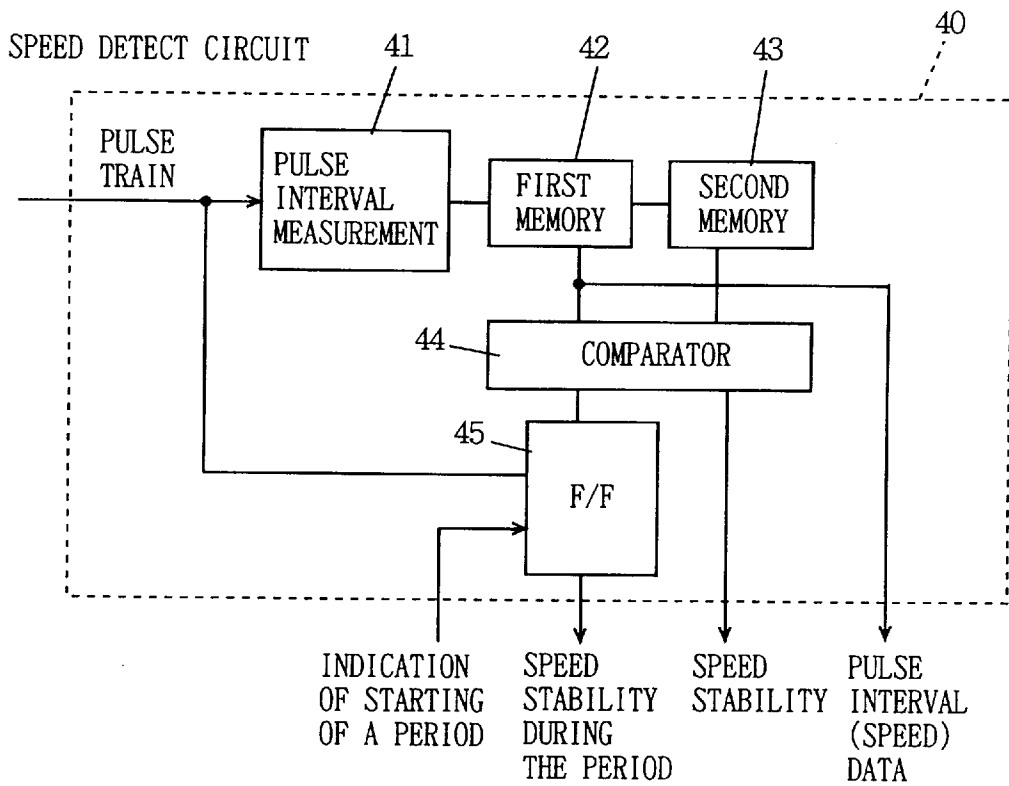 40
SPEED DETECT CIRCUIT
41
42
43
PULSE
TRAIN
PULSE
INTERVAL
MEASUREMENT
FIRST
MEMORY
SECOND
MEMORY
44
COMPARATOR
45
F/F
INDICATION
OF STARTING
OF A PERIOD
SPEED
STABILITY
DURING
THE PERIOD
SPEED
STABILITY
PULSE
INTERVAL
(SPEED)
DATA